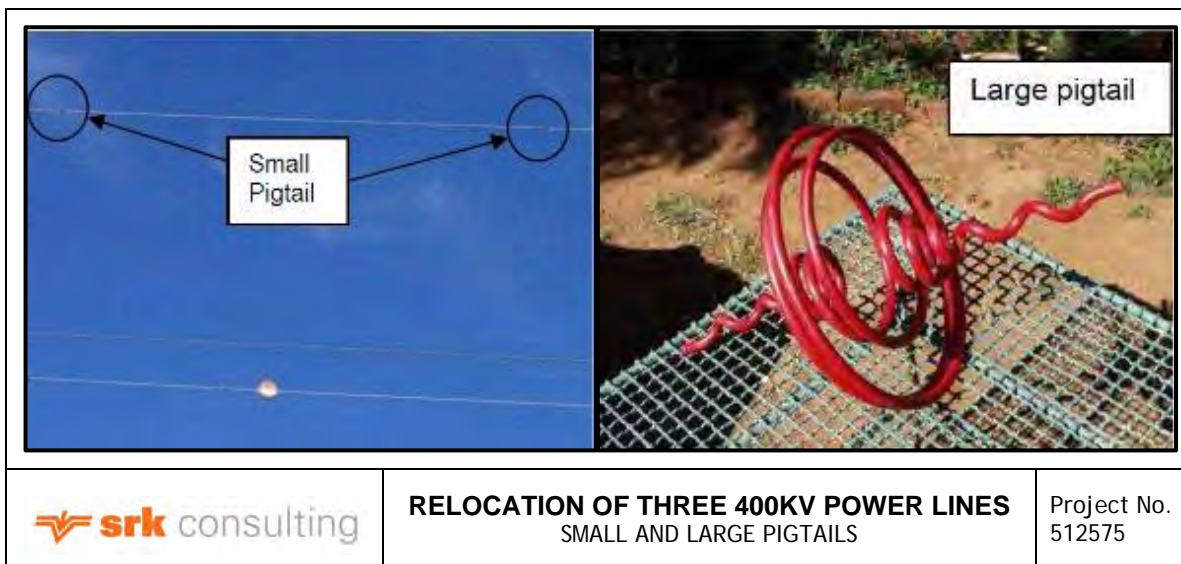 Small
Pigtail
Large pigtail
srk consulting
RELOCATION OF THREE 400KV POWER LINES
SMALL AND LARGE PIGTAILS
Project No.
512575